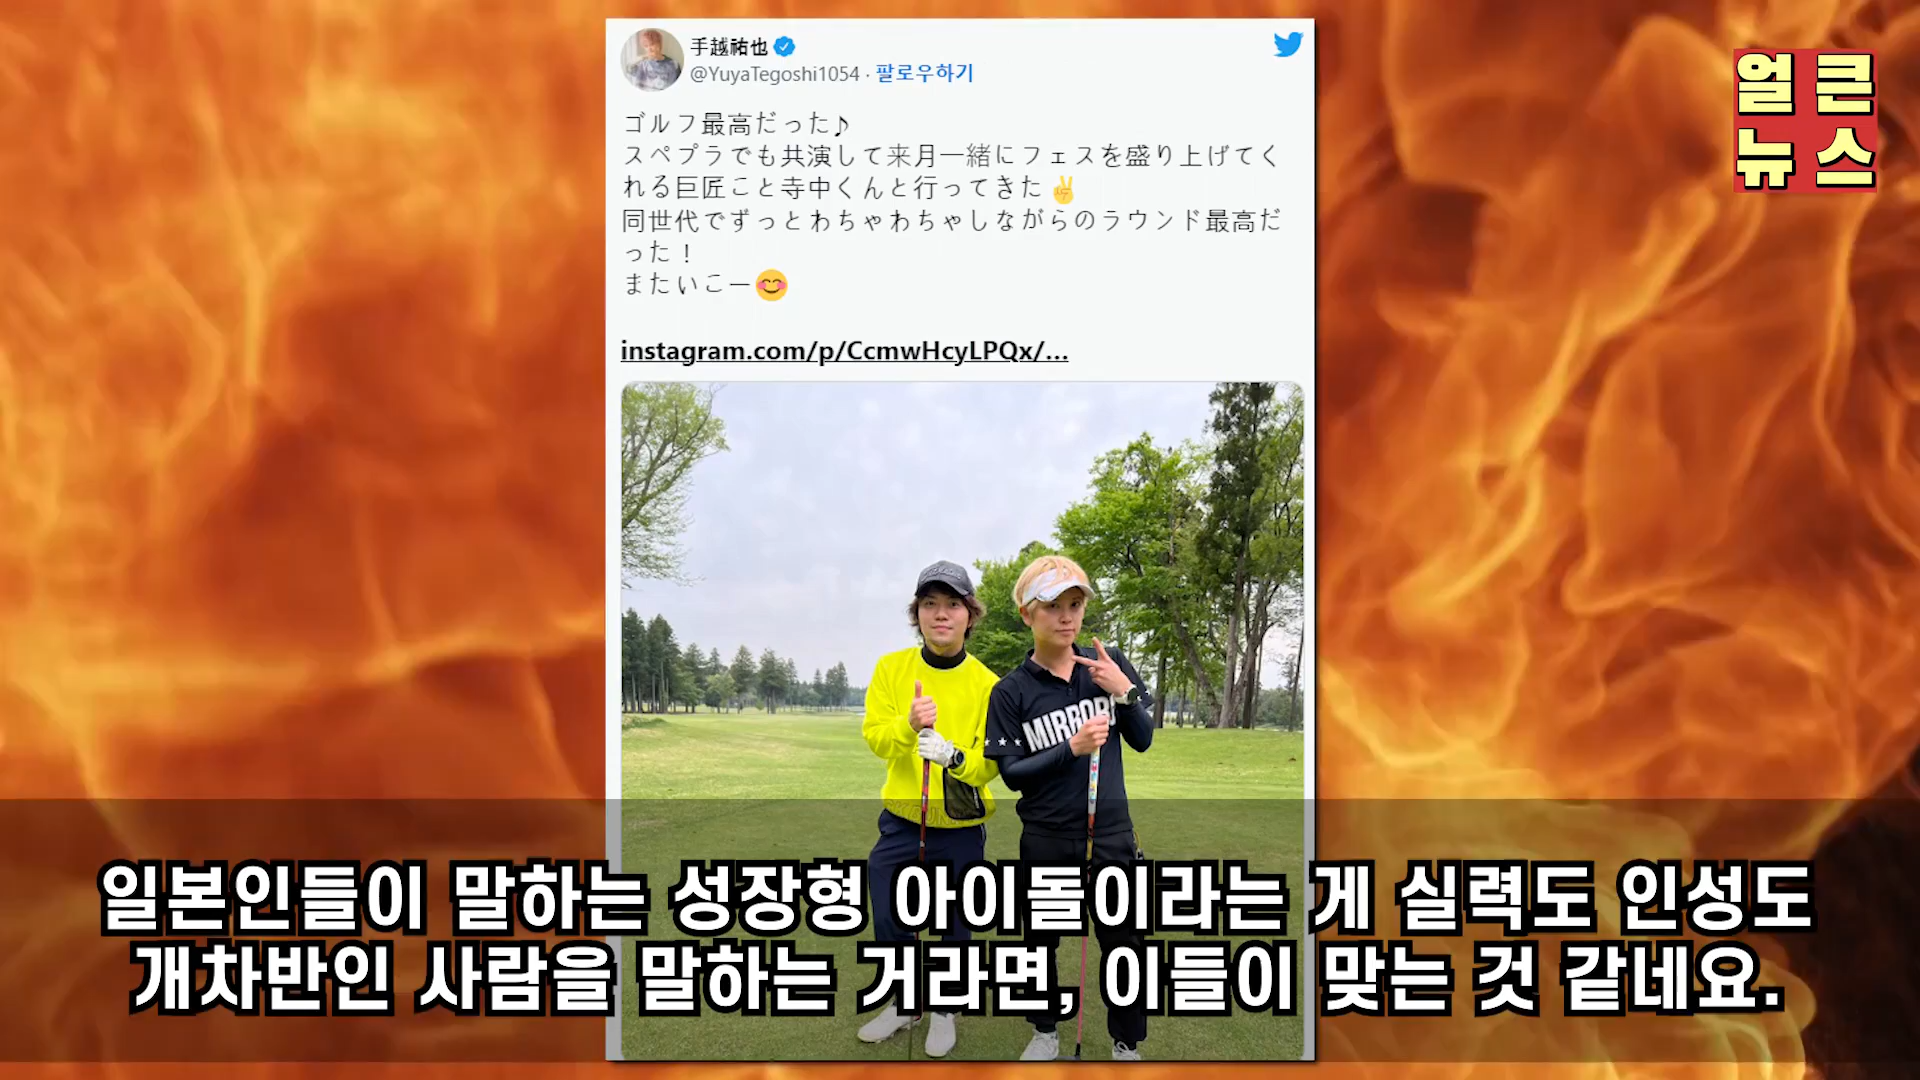 手越祐也
@YuyaTegoshi1054 · 팔로우하기
ゴルフ最高だった♪
スペプラでも共演して来月一緒にフェスを盛り上げてく
れる巨匠こと寺中くんと行ってきた✌
同世代でずっとわちゃわちゃしながらのラウンド最高だ
った！
またいこー😊
instagram.com/p/CcmwHcyLPQx/...
얼큰
뉴스
MIRRORS
일본인들이 말하는 성장형 아이돌이라는 게 실력도 인성도
개차반인 사람을 말하는 거라면, 이들이 맞는 것 같네요.